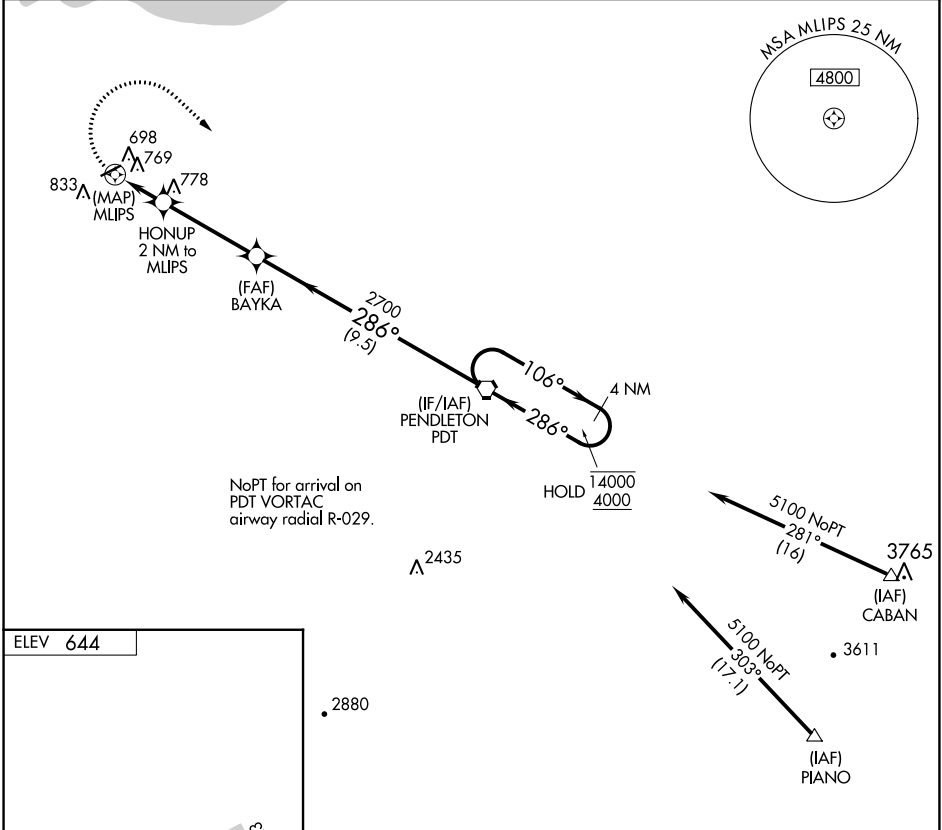 MSA MLIPS 25 NM
4800
698
769
833
(MAP)
MLIPS
778
HONUP
2 NM to
MLIPS
(FAF)
BAYKA
2700
286°
(9.5)
106°
4 NM
(IF/IAF)
PENDLETON
PDT
286°
HOLD
14000
4000
NoPT for arrival on
PDT VORTAC
airway radial R-029.
5100 NoPT
281°
(16)
3765
(IAF)
CABAN
2435
5100 NoPT
303°
(17.1)
3611
ELEV 644
2880
(IAF)
PIANO
3